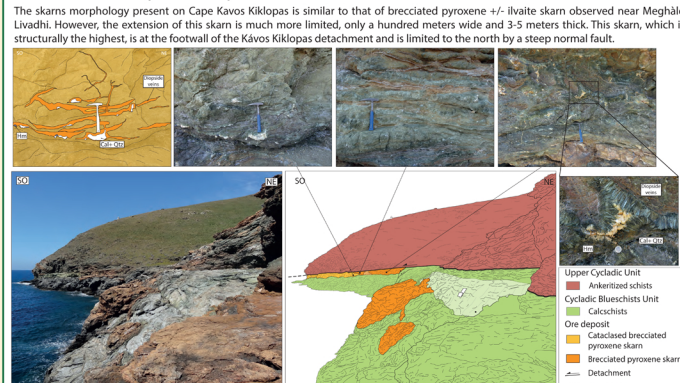 The skarns morphology present on Cape Kavos Kiklopas is similar to that of brecciated pyroxene +/- ilvaite skarn observed near Meghàl
Livadhi. However, the extension of this skarn is much more limited, only a hundred meters wide and 3-5 meters thick. This skarn, which i
structurally the highest, is at the footwall of the Kávos Kiklopas detachment and is limited to the north by a steep normal fault.
Diopside
veins
Hm
Cal+ Qtz
SO
NE
SO
NE
Diopside
veins
Cal+ Qtz
Hm
Upper Cycladic Unit
Ankeritized schists
Cycladic Blueschists Unit
Calcschists
Ore deposit
Cataclased brecciated
pyroxene skarn
Brecciated pyroxene skarn
Detachment